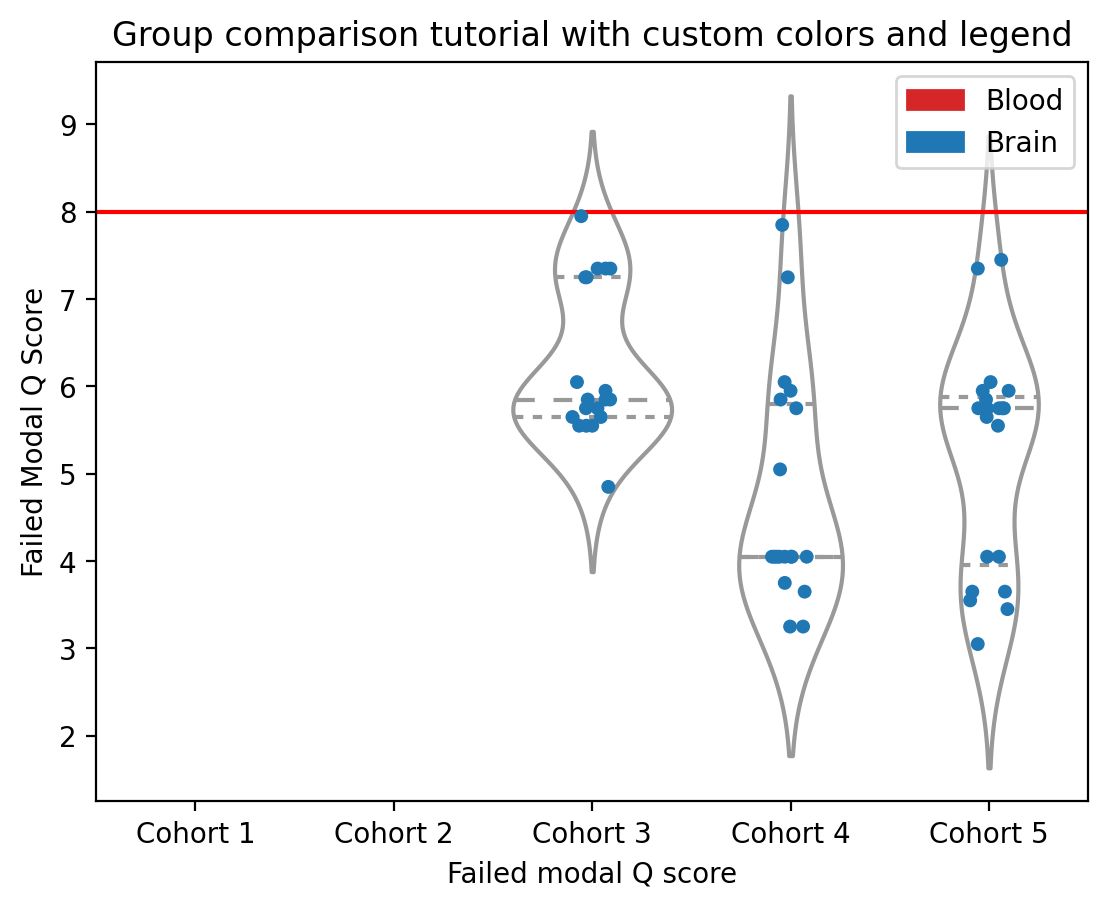 Group comparison tutorial with custom colors and legend
Blood
Brain
Failed Modal Q Score
9
8
7
6
5
4
3
2
Cohort 1
Cohort 2
Cohort 3
Cohort 4
Cohort 5
Failed modal Q score